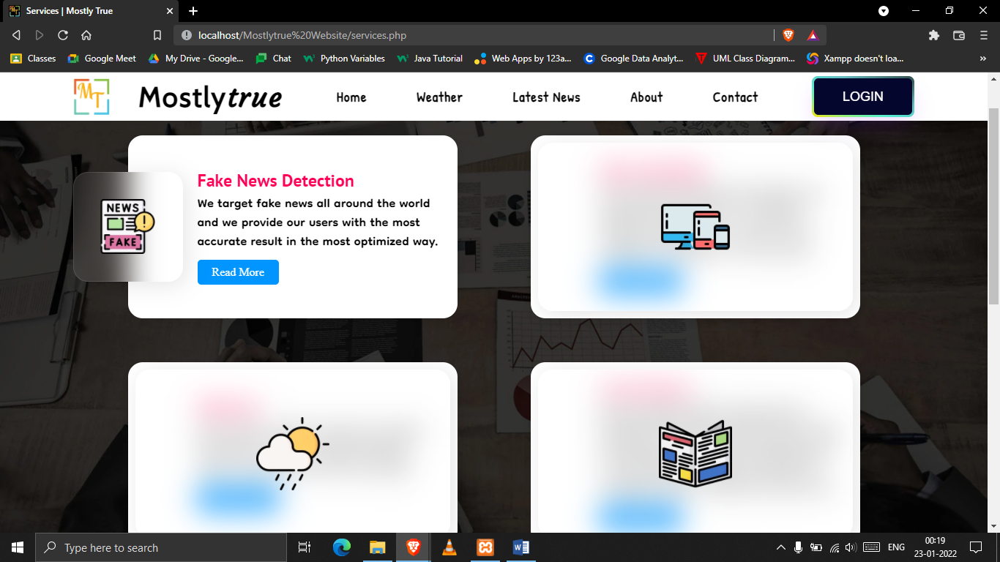 Services | Mostly True
localhost/Mostlytrue%20Website/services.php
Classes Google Meet My Drive - Google... Chat Python Variables Java Tutorial Web Apps by 123a... Google Data Analyt... UML Class Diagram... Xampp doesn't loa... »
MT Mostlytrue Home Weather Latest News About Contact LOGIN
Fake News Detection
We target fake news all around the world
and we provide our users with the most
accurate result in the most optimized way.
Read More
NEWS
FAKE
Type here to search
ENG
00:19
23-01-2022